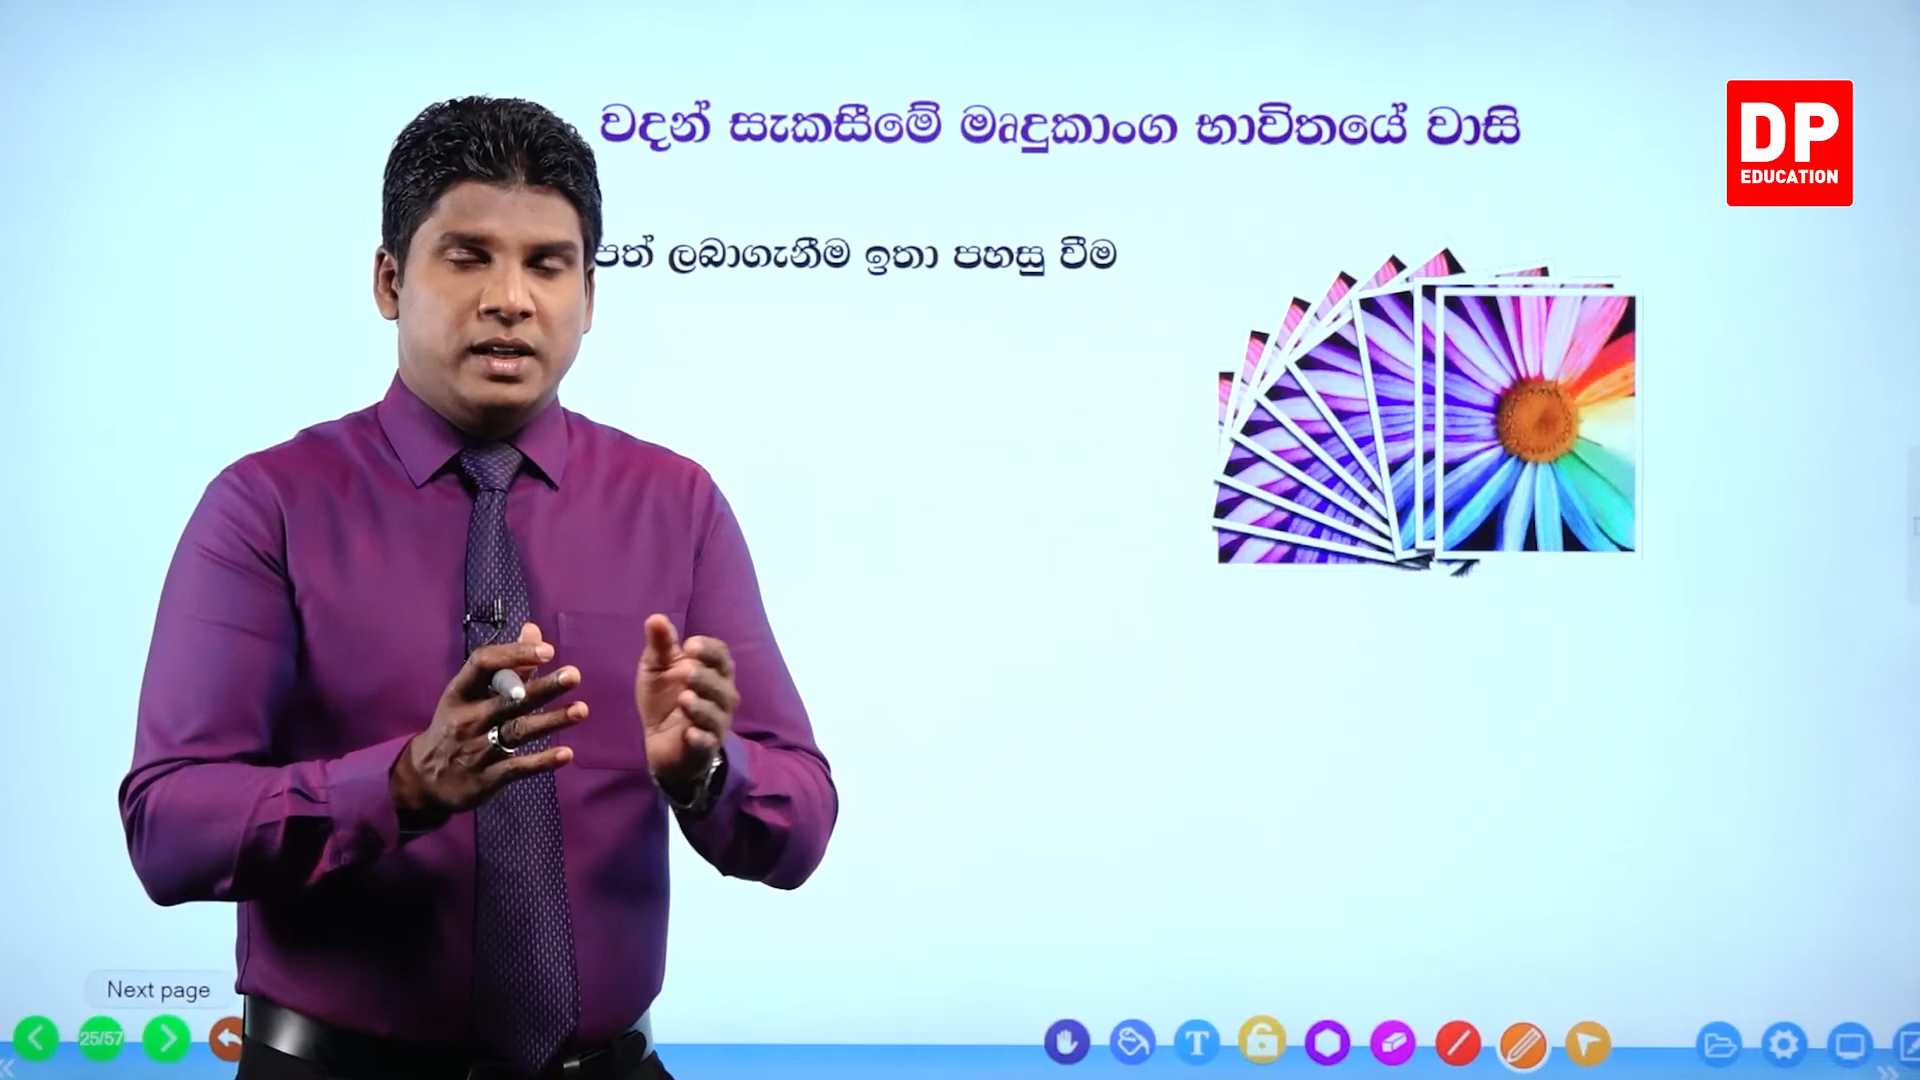 වදන් සැකසීමේ මෘදුකාංග භාවිතයේ වාසි
DP
EDUCATION
පත් ලබාගැනීම ඉතා පහසු වීම
Next page
25/57
T